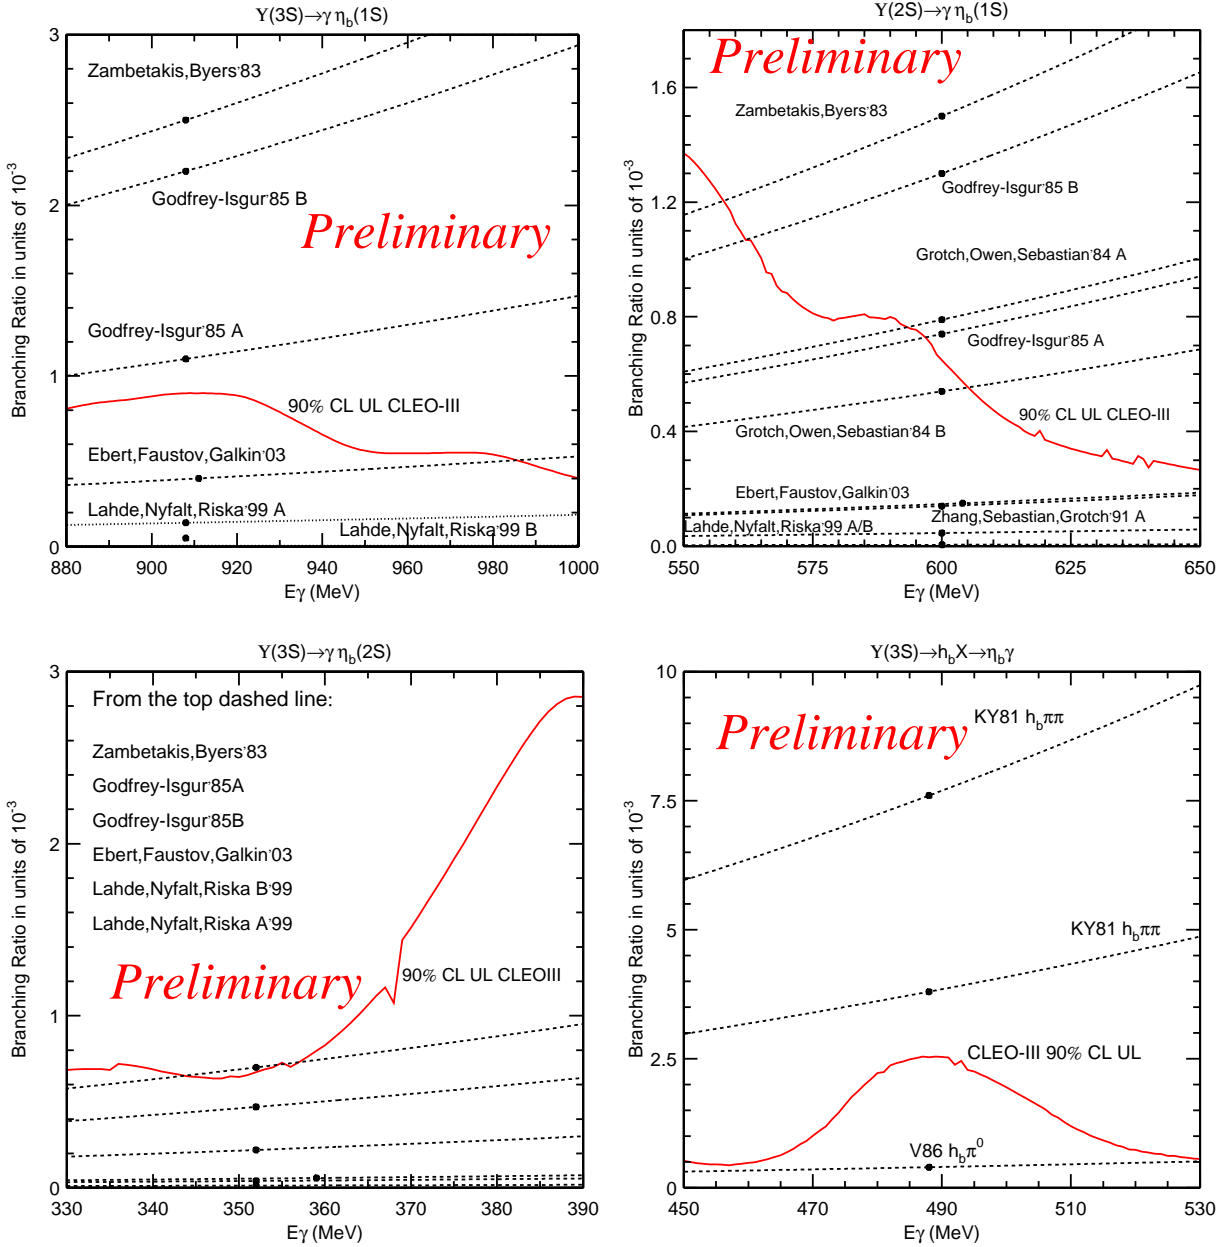 Υ(3S)→γ η_b(1S)
3
Zambetakis,Byers'83
2
Godfrey-Isgur'85 B
Preliminary
Godfrey-Isgur'85 A
1
90% CL UL CLEO-III
Ebert,Faustov,Galkin'03
Lahde,Nyfalt,Riska'99 A
Lahde,Nyfalt,Riska'99 B
0
880 900 920 940 960 980 1000
Eγ (MeV)
Branching Ratio in units of 10^-3
Υ(2S)→γ η_b(1S)
Preliminary
1.6
Zambetakis,Byers'83
1.2
Godfrey-Isgur'85 B
Grotch,Owen,Sebastian'84 A
0.8
Godfrey-Isgur'85 A
90% CL UL CLEO-III
0.4
Grotch,Owen,Sebastian'84 B
Ebert,Faustov,Galkin'03
Zhang,Sebastian,Grotch'91 A
Lahde,Nyfalt,Riska'99 A/B
0.0
550 575 600 625 650
Eγ (MeV)
Branching Ratio in units of 10^-3
Υ(3S)→γ η_b(2S)
3
From the top dashed line:
Zambetakis,Byers'83
Godfrey-Isgur'85A
2
Godfrey-Isgur'85B
Ebert,Faustov,Galkin'03
Lahde,Nyfalt,Riska B'99
Lahde,Nyfalt,Riska A'99
Preliminary
90% CL UL CLEOIII
1
0
330 340 350 360 370 380 390
Eγ (MeV)
Branching Ratio in units of 10^-3
Υ(3S)→h_bX→η_bγ
10
Preliminary
KY81 h_bππ
7.5
5
KY81 h_bππ
2.5
CLEO-III 90% CL UL
V86 h_bπ^0
0
450 470 490 510 530
Eγ (MeV)
Branching Ratio in units of 10^-3